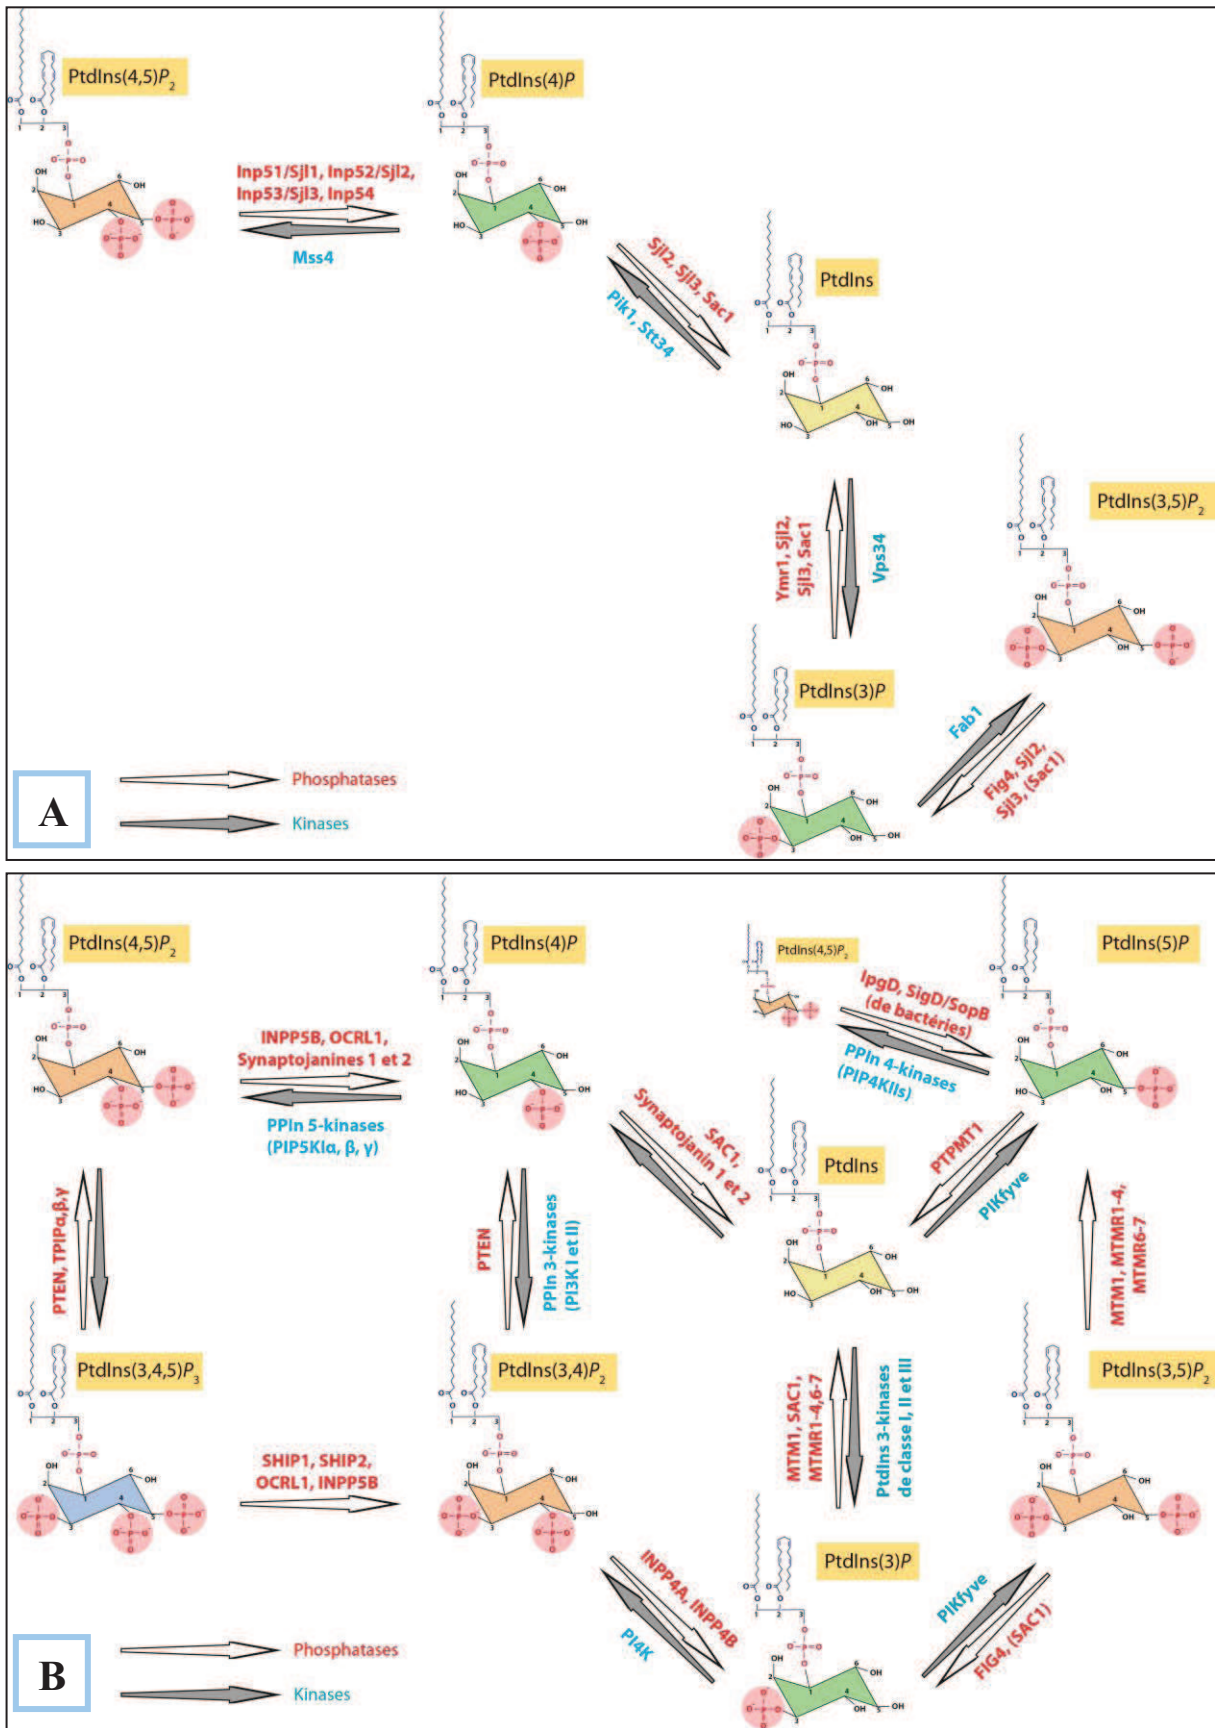 PtdIns(4,5)P2
PtdIns(4)P
Inp51/Sjl1, Inp52/Sjl2,
Inp53/Sjl3, Inp54
Mss4
Sjl2, Sjl3, Sac1
Pik1, Stt34
PtdIns
Ymr1, Sjl2,
Sjl3, Sac1
Vps34
PtdIns(3,5)P2
PtdIns(3)P
Fab1
Fig4, Sjl2,
Sjl3, (Sac1)
A
Phosphatases
Kinases
PtdIns(4,5)P2
PtdIns(4)P
PtdIns(4,5)P2
PtdIns(5)P
INPP5B, OCRL1,
Synaptojanines 1 et 2
PPIn 5-kinases
(PIP5KIα, β, γ)
IpgD, SigD/SopB
(de bactéries)
PPIn 4-kinases
(PIP4KIIs)
SAC1,
Synaptojanin 1 et 2
PtdIns
PTPMT1
PIKfyve
PTEN, TPIPα,β,γ
PTEN
PPIn 3-kinases
(PI3K I et II)
MTM1, MTMR1-4,
MTMR6-7
PtdIns(3,4,5)P3
PtdIns(3,4)P2
MTM1, SAC1,
MTMR1-4,6-7
PtdIns 3-kinases
de classe I, II et III
PtdIns(3,5)P2
SHIP1, SHIP2,
OCRL1, INPP5B
INPP4A, INPP4B
PI4K
PtdIns(3)P
PIKfyve
FIG4, (SAC1)
B
Phosphatases
Kinases